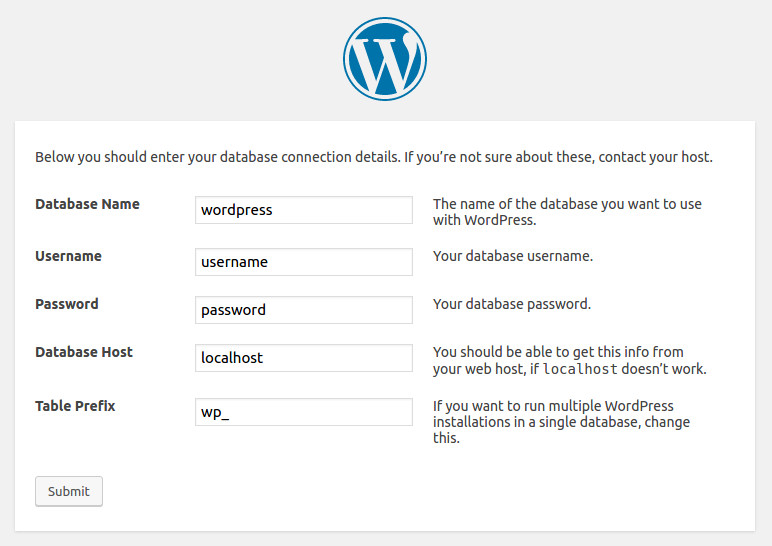 Below you should enter your database connection details. If you’re not sure about these, contact your host.
Database Name
wordpress
The name of the database you want to use
with WordPress.
Username
username
Your database username.
Password
password
Your database password.
Database Host
localhost
You should be able to get this info from
your web host, if localhost doesn’t work.
Table Prefix
wp_
If you want to run multiple WordPress
installations in a single database, change
this.
Submit